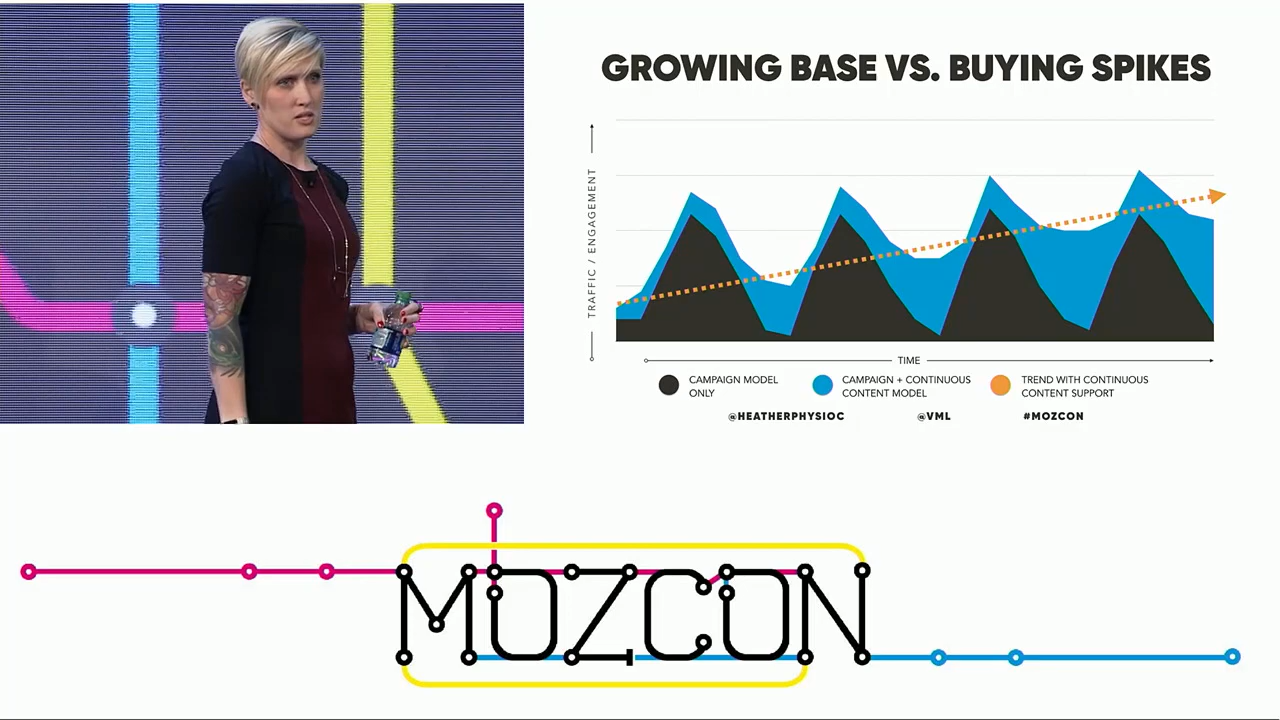 GROWING BASE VS. BUYING SPIKES
TRAFFIC / ENGAGEMENT
TIME
CAMPAIGN MODEL
ONLY
CAMPAIGN + CONTINUOUS
CONTENT MODEL
TREND WITH CONTINUOUS
CONTENT SUPPORT
@HEATHERPHYSIOC @VML #MOZCON
MOZCON